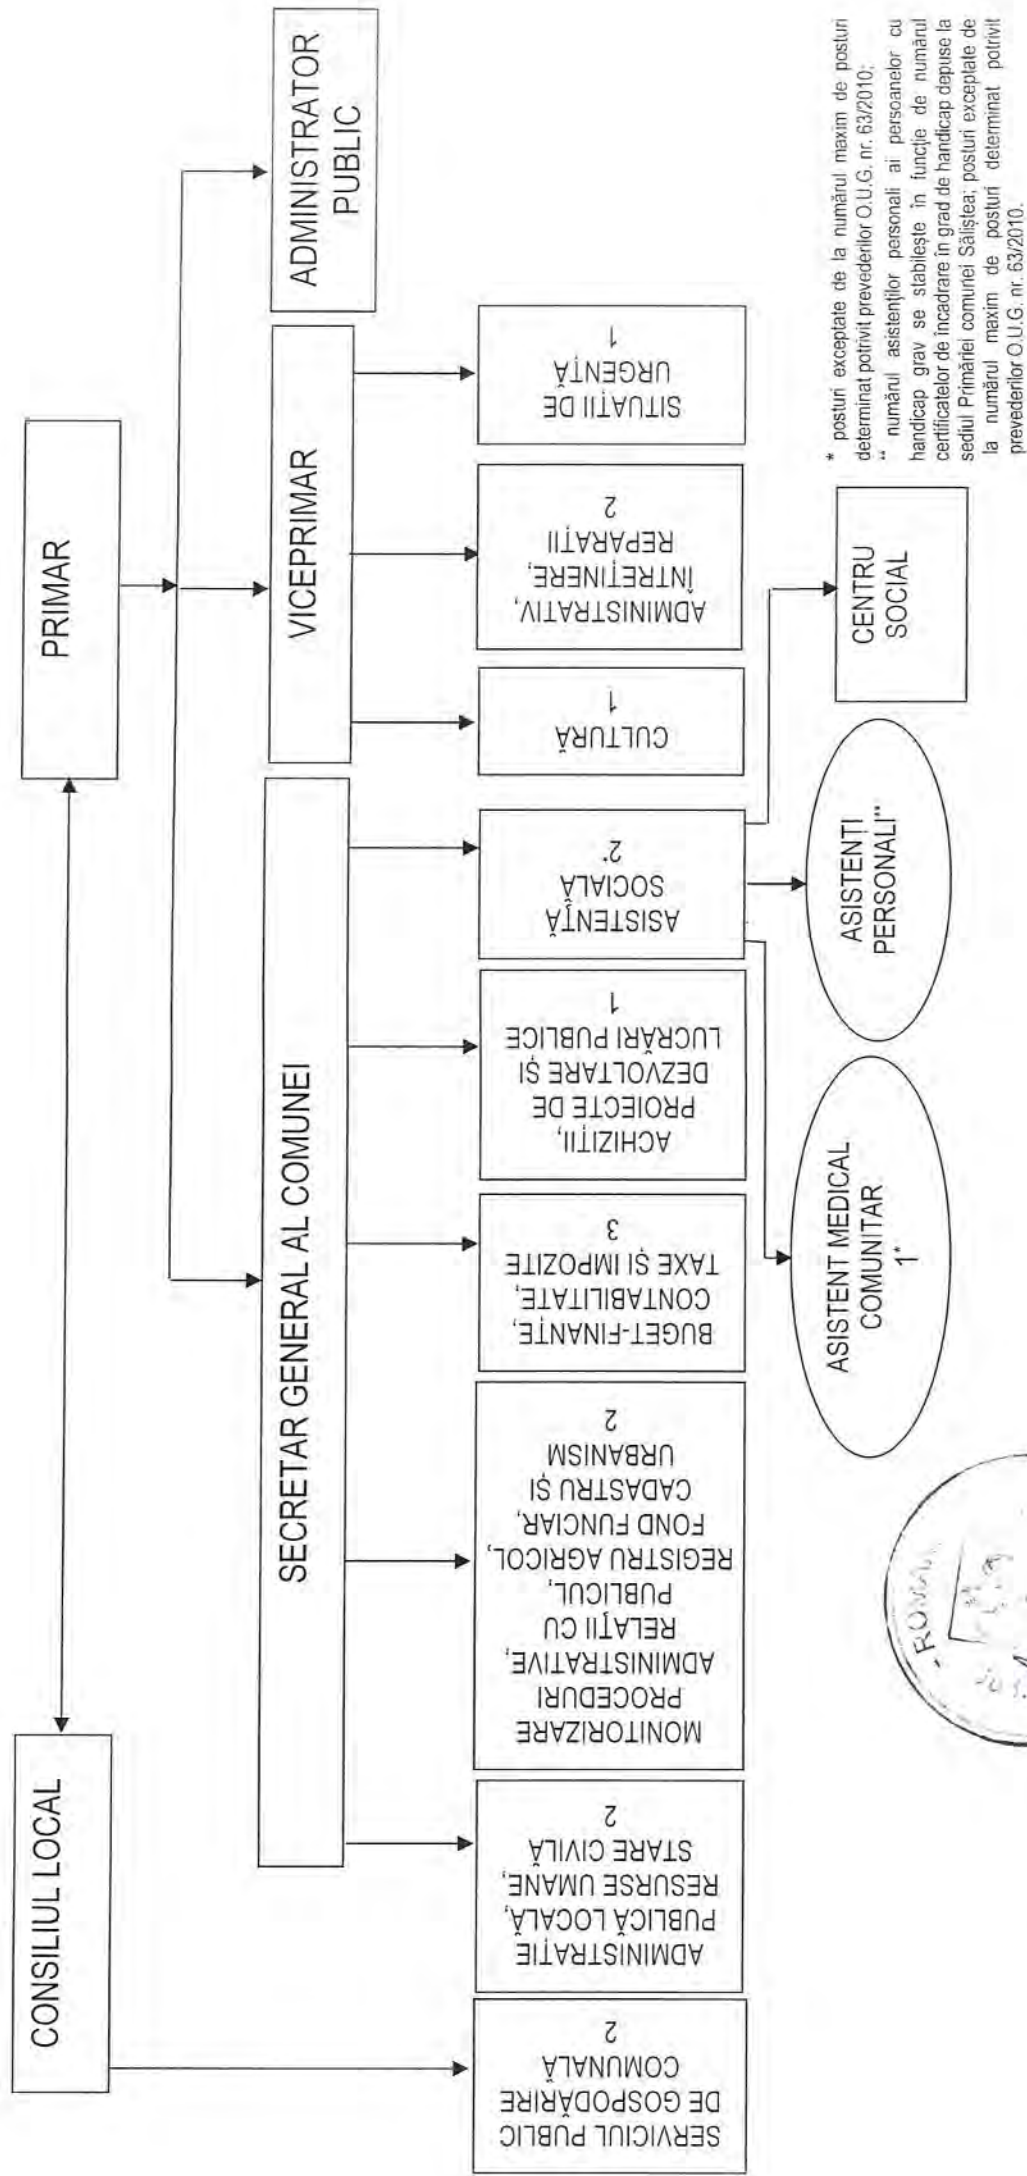 CONSILIUL LOCAL
PRIMAR
SECRETAR GENERAL AL COMUNEI
VICEPRIMAR
ADMINISTRATOR
PUBLIC
SERVICIUL PUBLIC
DE GOSPODĂRIRE
COMUNALĂ
2
ADMINISTRAȚIE
PUBLICĂ LOCALĂ,
RESURSE UMANE,
STARE CIVILĂ
2
MONITORIZARE
PROCEDURI
ADMINISTRATIVE,
RELAȚII CU
PUBLICUL,
REGISTRU AGRICOL,
FOND FUNCIAR,
CADASTRU ȘI
URBANISM
2
BUGET-FINANȚE,
CONTABILITATE,
TAXE ȘI IMPOZITE
3
ACHIZIȚII,
PROIECTE DE
DEZVOLTARE ȘI
LUCRĂRI PUBLICE
1
ASISTENȚĂ
SOCIALĂ
2*
CULTURĂ
1
ADMINISTRATIV,
ÎNTREȚINERE,
REPARAȚII
2
SITUAȚII DE
URGENȚĂ
1
ASISTENT MEDICAL
COMUNITAR
1*
ASISTENȚI
PERSONALI**
CENTRU
SOCIAL
* posturi exceptate de la numărul maxim de posturi
determinat potrivit prevederilor O.U.G. nr. 63/2010;
** numărul asistenților personali ai persoanelor cu
handicap grav se stabilește în funcție de numărul
certificatelor de încadrare în grad de handicap depuse la
sediul Primăriei comunei Săliștea; posturi exceptate de
la numărul maxim de posturi determinat potrivit
prevederilor O.U.G. nr. 63/2010.